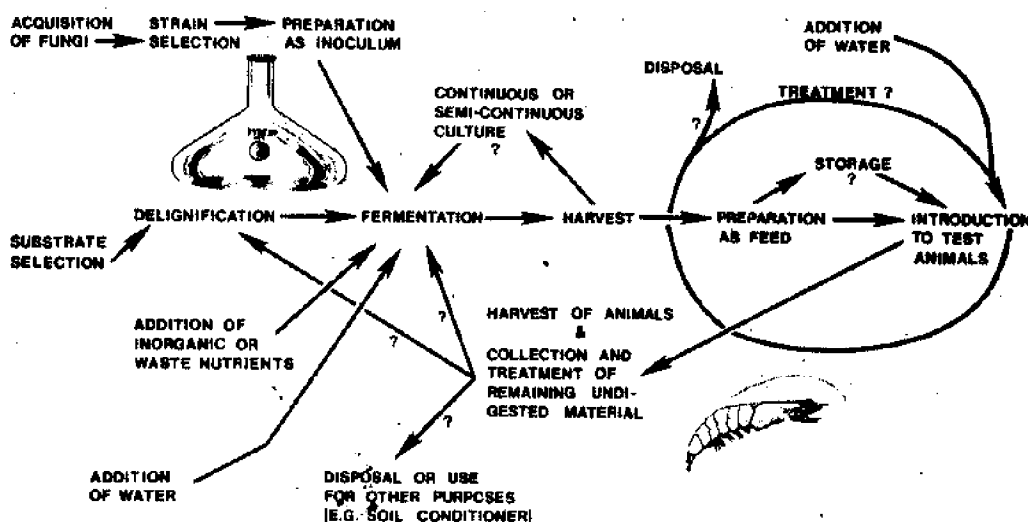 ACQUISITION
OF FUNGI
STRAIN
SELECTION
PREPARATION
AS INOCULUM
ADDITION
OF WATER
DISPOSAL
?
TREATMENT ?
CONTINUOUS OR
SEMI-CONTINUOUS
CULTURE
?
STORAGE
?
SUBSTRATE
SELECTION
DELIGNIFICATION
FERMENTATION
HARVEST
PREPARATION
AS FEED
INTRODUCTION
TO TEST
ANIMALS
ADDITION OF
INORGANIC OR
WASTE NUTRIENTS
?
?
HARVEST OF ANIMALS
&
COLLECTION AND
TREATMENT OF
REMAINING UNDI-
GESTED MATERIAL
?
ADDITION
OF WATER
DISPOSAL OR USE
FOR OTHER PURPOSES
[E.G. SOIL CONDITIONER]